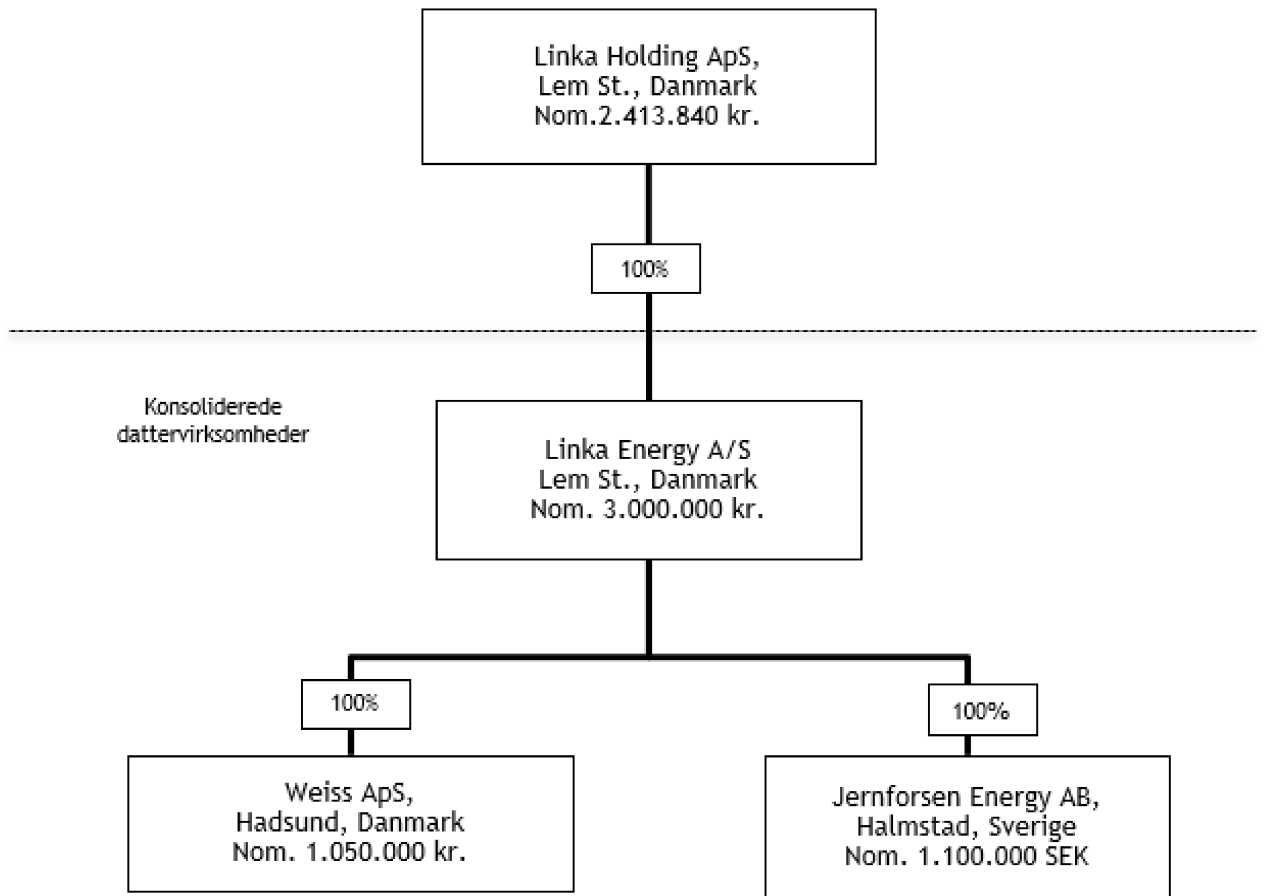 Linka Holding ApS,
Lem St., Danmark
Nom.2.413.840 kr.
100%
Konsoliderede
dattervirksomheder
Linka Energy A/S
Lem St., Danmark
Nom. 3.000.000 kr.
100%
100%
Weiss ApS,
Hadsund, Danmark
Nom. 1.050.000 kr.
Jernforsen Energy AB,
Halmstad, Sverige
Nom. 1.100.000 SEK